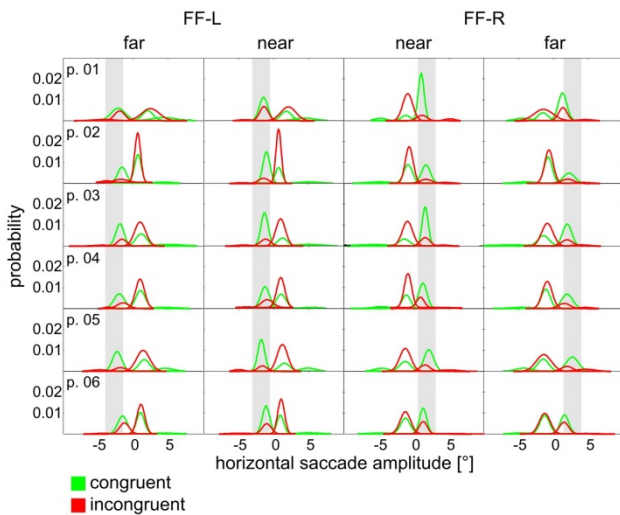 FF-L FF-R
far near near far
p. 01
0.02
0.01
p. 02
0.02
0.01
p. 03
0.02
0.01
p. 04
0.02
0.01
p. 05
0.02
0.01
p. 06
0.02
0.01
probability
-5 0 5 -5 0 5 -5 0 5 -5 0 5
horizontal saccade amplitude [°]
congruent
incongruent